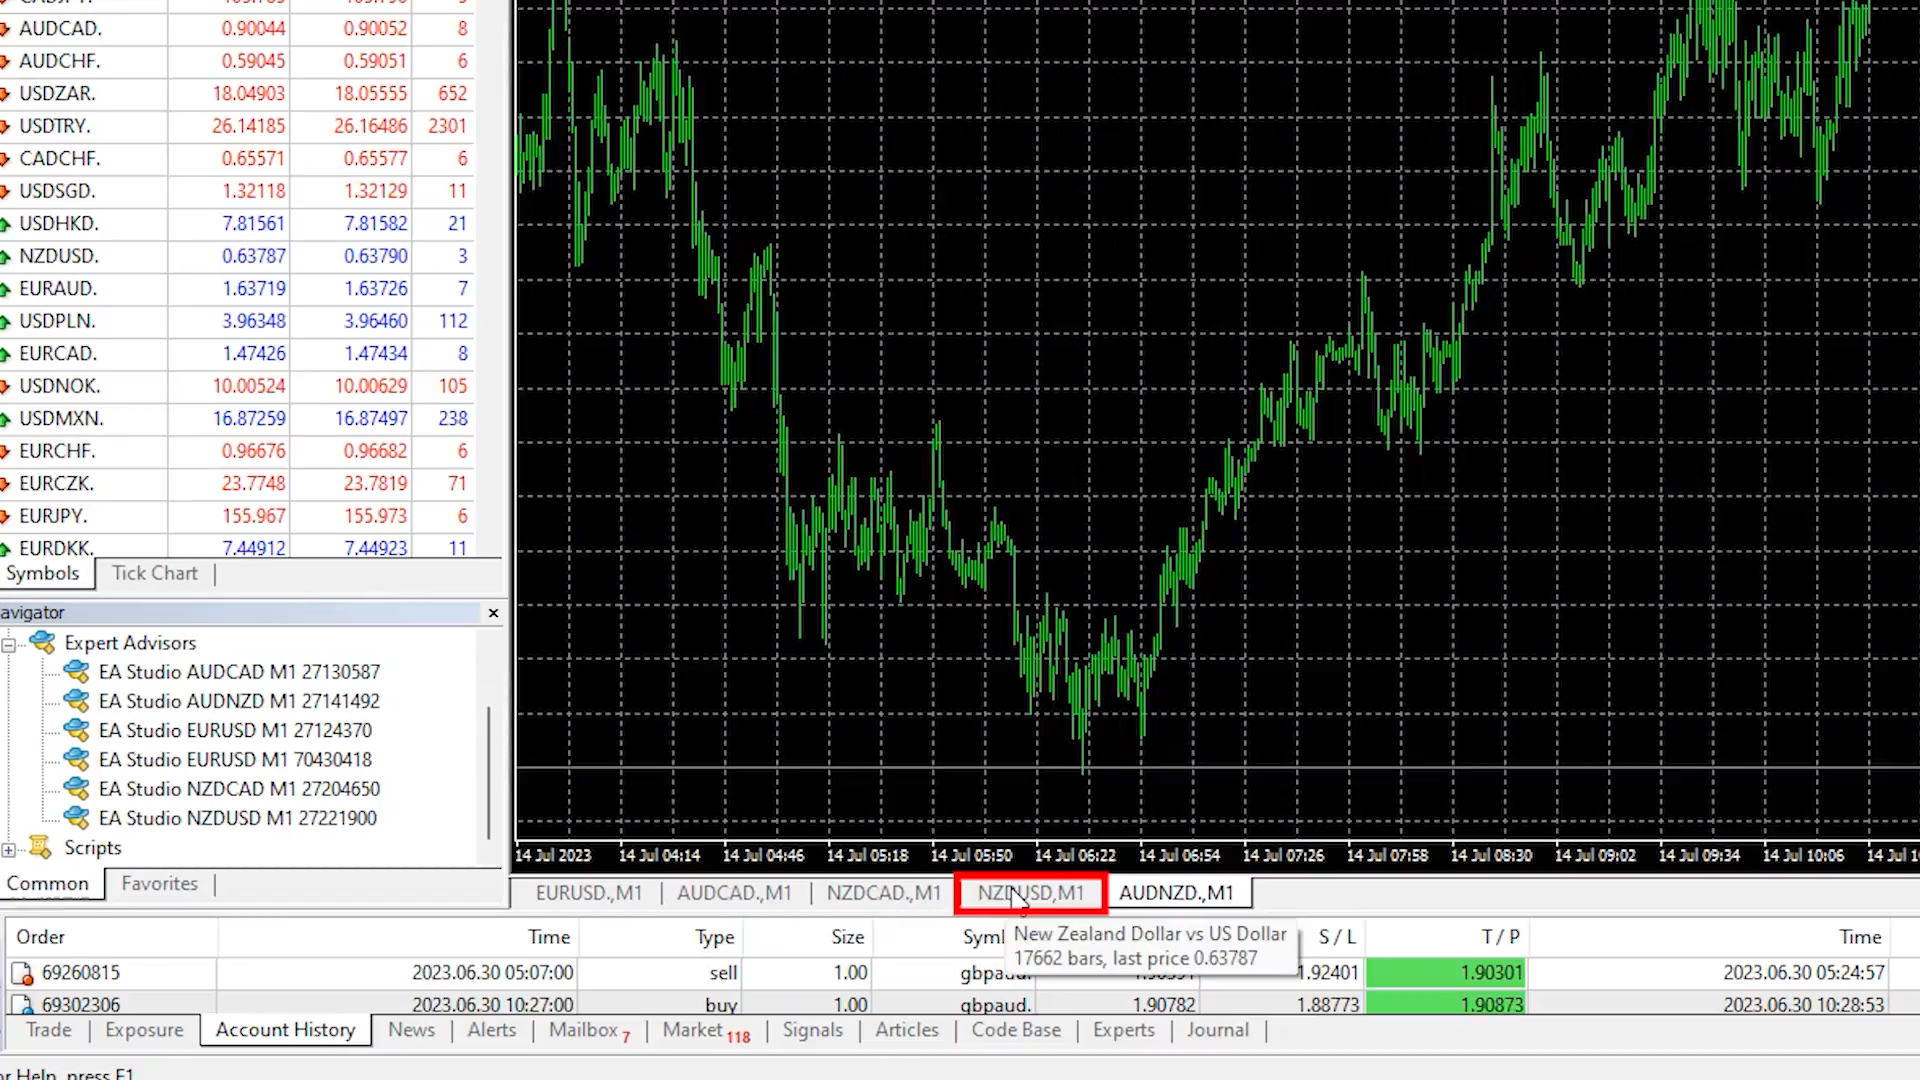 AUDCAD. 0.90044 0.90052 8
AUDCHF. 0.59045 0.59051 6
USDZAR. 18.04903 18.05555 652
USDTRY. 26.14185 26.16486 2301
CADCHF. 0.65571 0.65577 6
USDSGD. 1.32118 1.32129 11
USDHKD. 7.81561 7.81582 21
NZDUSD. 0.63787 0.63790 3
EURAUD. 1.63719 1.63726 7
USDPLN. 3.96348 3.96460 112
EURCAD. 1.47426 1.47434 8
USDNOK. 10.00524 10.00629 105
USDMXN. 16.87259 16.87497 238
EURCHF. 0.96676 0.96682 6
EURCZK. 23.7748 23.7819 71
EURJPY. 155.967 155.973 6
EURDKK. 7.44912 7.44923 11
Symbols | Tick Chart |
avigator
Expert Advisors
EA Studio AUDCAD M1 27130587
EA Studio AUDNZD M1 27141492
EA Studio EURUSD M1 27124370
EA Studio EURUSD M1 70430418
EA Studio NZDCAD M1 27204650
EA Studio NZDUSD M1 27221900
Scripts
Common | Favorites |
14 Jul 2023 14 Jul 04:14 14 Jul 04:46 14 Jul 05:18 14 Jul 05:50 14 Jul 06:22 14 Jul 06:54 14 Jul 07:26 14 Jul 07:58 14 Jul 08:30 14 Jul 09:02 14 Jul 09:34 14 Jul 10:06 14 Jul
EURUSD.,M1 | AUDCAD.,M1 | NZDCAD.,M1 NZDUSD,M1 AUDNZD.,M1
New Zealand Dollar vs US Dollar
17662 bars, last price 0.63787
Order Time Type Size Sym S / L T / P Time
69260815 2023.06.30 05:07:00 sell 1.00 gbpaud. 1.92401 1.90301 2023.06.30 05:24:57
69302306 2023.06.30 10:27:00 buy 1.00 gbpaud. 1.90782 1.88773 1.90873 2023.06.30 10:28:53
Trade | Exposure | Account History | News | Alerts | Mailbox 7 | Market 118 | Signals | Articles | Code Base | Experts | Journal |
or Help, press F1